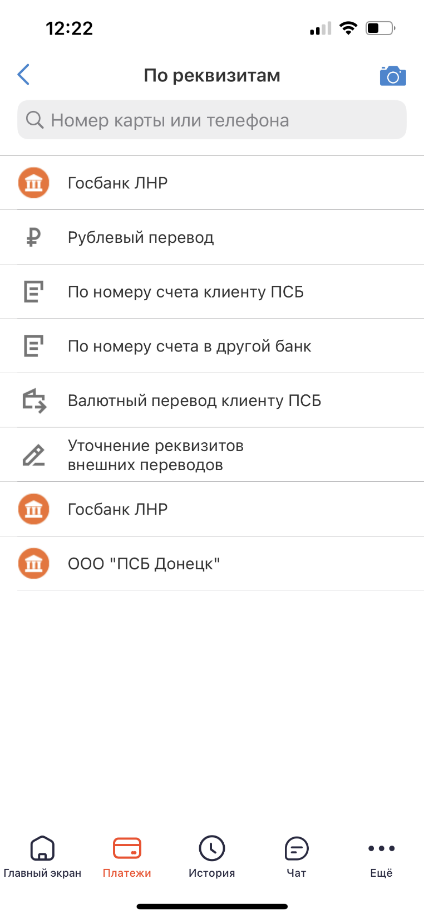 12:22
По реквизитам
Номер карты или телефона
Госбанк ЛНР
Рублевый перевод
По номеру счета клиенту ПСБ
По номеру счета в другой банк
Валютный перевод клиенту ПСБ
Уточнение реквизитов
внешних переводов
Госбанк ЛНР
ООО "ПСБ Донецк"
Главный экран
Платежи
История
Чат
Ещё